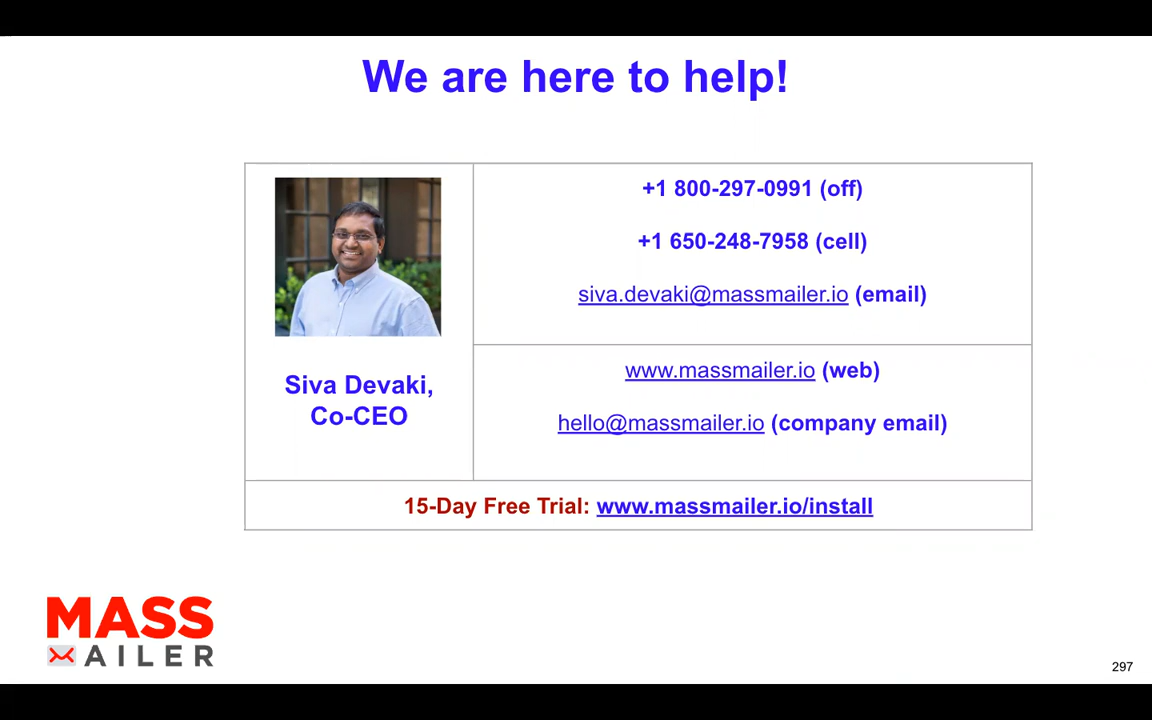 We are here to help!
+1 800-297-0991 (off)
+1 650-248-7958 (cell)
siva.devaki@massmailer.io (email)
Siva Devaki,
Co-CEO
www.massmailer.io (web)
hello@massmailer.io (company email)
15-Day Free Trial: www.massmailer.io/install
MASS
AILER
297